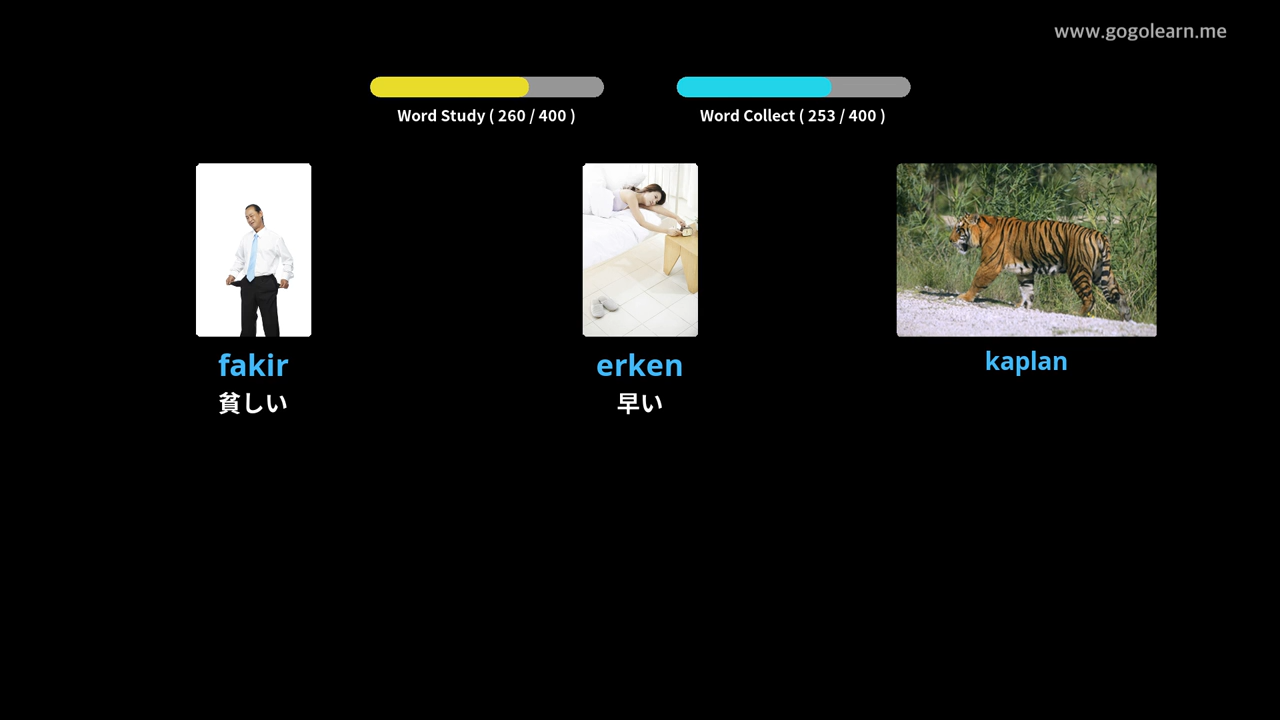 www.gogolearn.me
Word Study ( 260 / 400 )
Word Collect ( 253 / 400 )
fakir
貧しい
erken
早い
kaplan